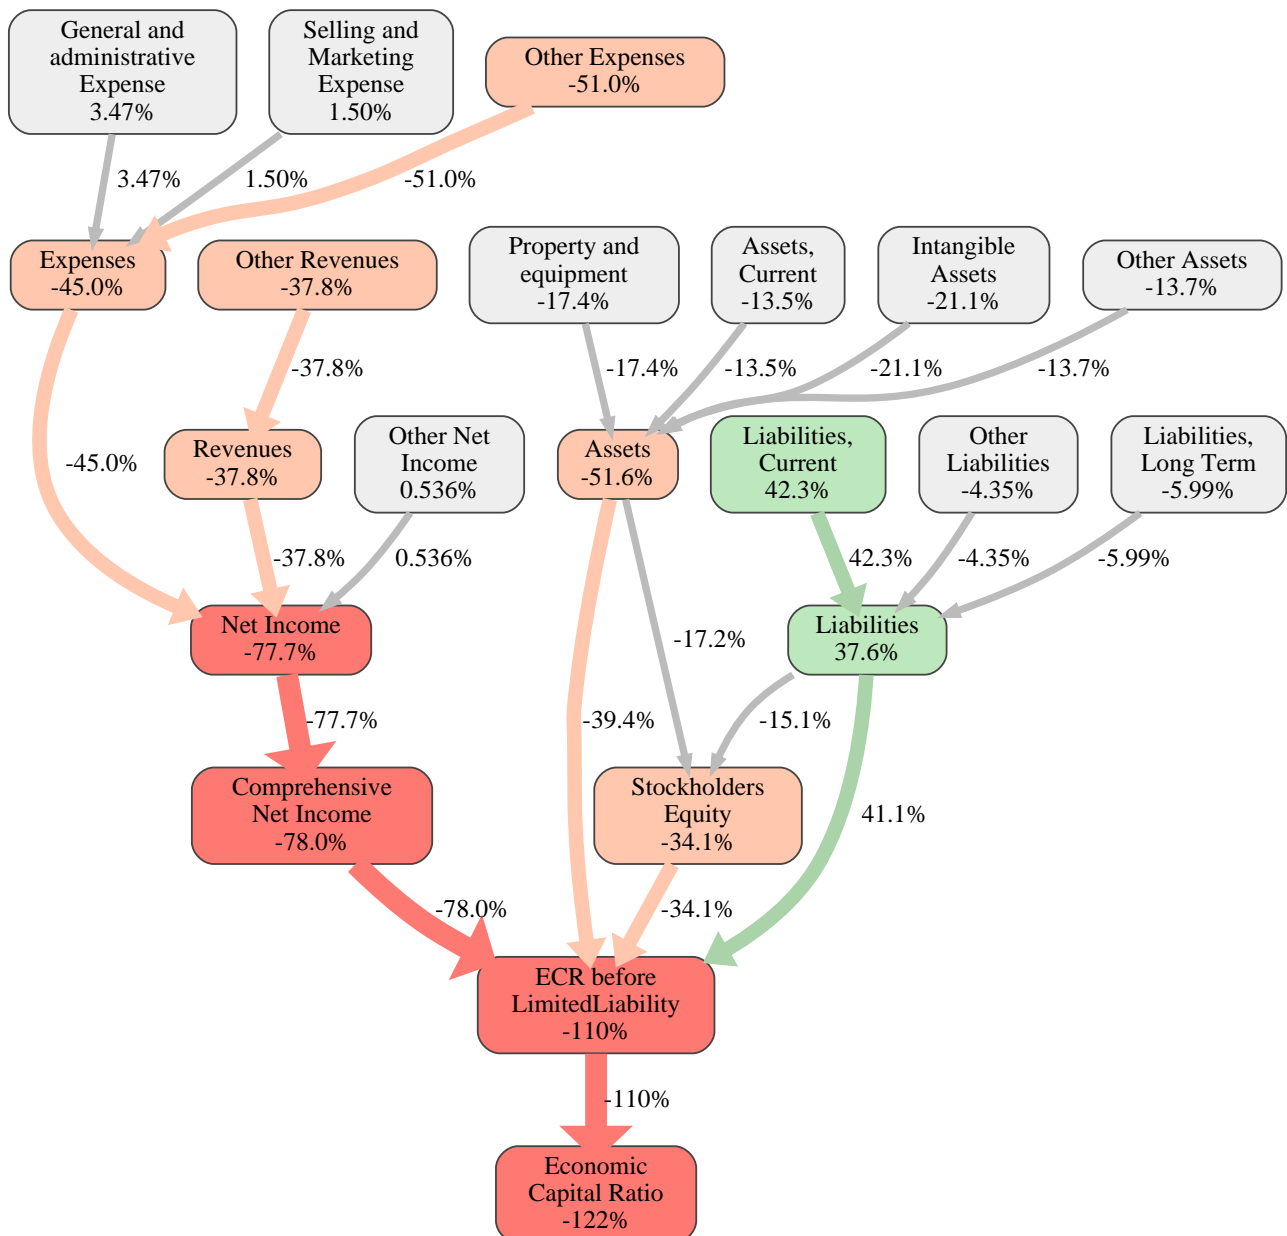 General and
administrative
Expense
3.47%
Selling and
Marketing
Expense
1.50%
Other Expenses
-51.0%
3.47%
1.50%
-51.0%
Expenses
-45.0%
Other Revenues
-37.8%
Property and
equipment
-17.4%
Assets,
Current
-13.5%
Intangible
Assets
-21.1%
Other Assets
-13.7%
-37.8%
-17.4%
-13.5%
-21.1%
-13.7%
-45.0%
Revenues
-37.8%
Other Net
Income
0.536%
Assets
-51.6%
Liabilities,
Current
42.3%
Other
Liabilities
-4.35%
Liabilities,
Long Term
-5.99%
-37.8%
0.536%
42.3%
-4.35%
-5.99%
Net Income
-77.7%
-17.2%
Liabilities
37.6%
-77.7%
-39.4%
-15.1%
Comprehensive
Net Income
-78.0%
Stockholders
Equity
-34.1%
41.1%
-78.0%
-34.1%
ECR before
LimitedLiability
-110%
-110%
Economic
Capital Ratio
-122%